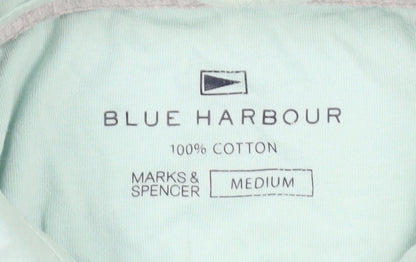 BLUE HARBOUR
100% COTTON
MARKS &
SPENCER
MEDIUM